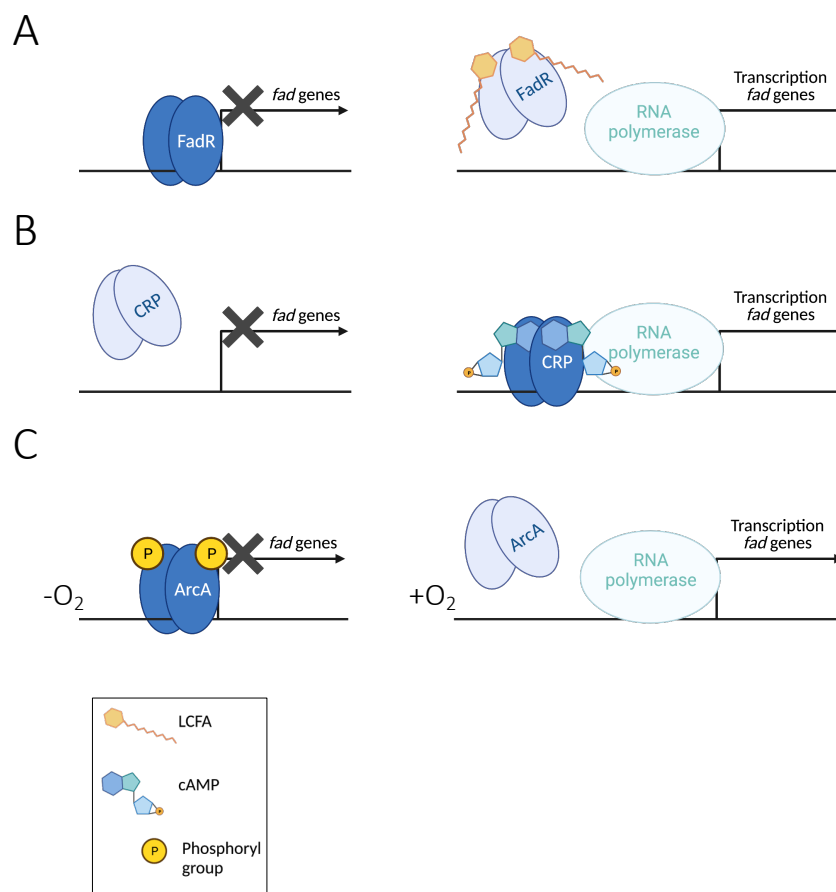 A
fad genes
FadR
FadR
RNA
polymerase
Transcription
fad genes
B
CRP
fad genes
P
CRP
P
RNA
polymerase
Transcription
fad genes
C
-O₂
P
P
ArcA
fad genes
+O₂
ArcA
RNA
polymerase
Transcription
fad genes
LCFA
cAMP
P
P
Phosphoryl
group